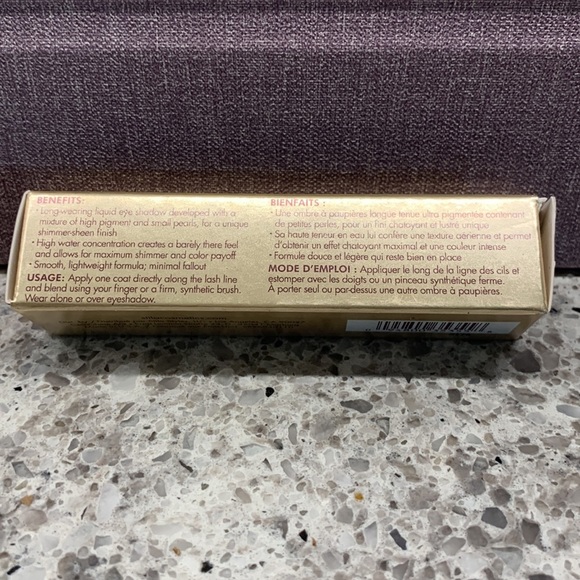 BENEFITS:
• Long-wearing liquid eye shadow developed with a
mixture of high pigment and small pearls, for a unique
shimmer-sheen finish
• High water concentration creates a barely there feel
and allows for maximum shimmer and color payoff
• Smooth, lightweight formula; minimal fallout
USAGE: Apply one coat directly along the lash line
and blend using your finger or a firm, synthetic brush.
Wear alone or over eyeshadow.
BIENFAITS :
• Une ombre à paupières longue tenue ultra pigmentée contenant
de petites perles, pour un fini chatoyant et lustré unique
• Sa haute teneur en eau lui confère une texture aérienne et permet
d'obtenir un effet chatoyant maximal et une couleur intense
• Formule douce et légère qui reste bien en place
MODE D'EMPLOI : Appliquer le long de la ligne des cils et
estomper avec les doigts ou un pinceau synthétique ferme.
À porter seul ou par-dessus une autre ombre à paupières.